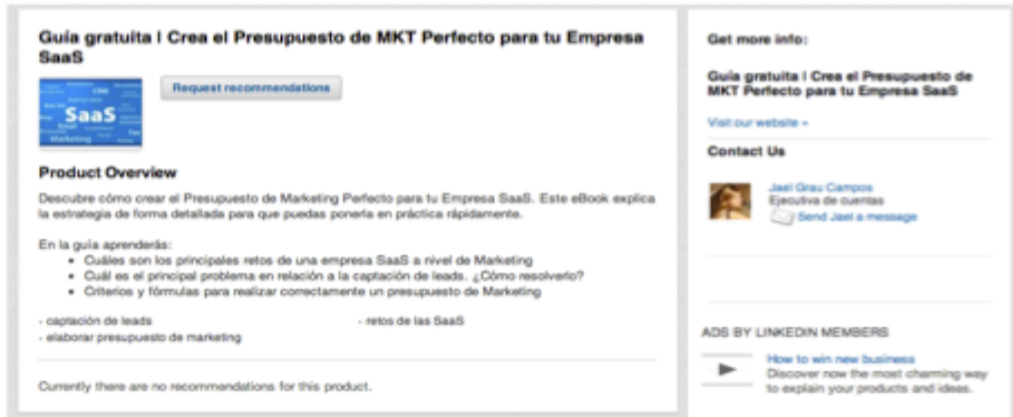 Guía gratuita | Crea el Presupuesto de MKT Perfecto para tu Empresa
SaaS
Request recommendations
CRM
SaaS
Email
Marketing
Product Overview
Descubre cómo crear el Presupuesto de Marketing Perfecto para tu Empresa SaaS. Este eBook explica
la estrategia de forma detallada para que puedas ponerla en práctica rápidamente.
En la guía aprenderás:
• Cuáles son los principales retos de una empresa SaaS a nivel de Marketing
• Cuál es el principal problema en relación a la captación de leads. ¿Cómo resolverlo?
• Criterios y fórmulas para realizar correctamente un presupuesto de Marketing
- captación de leads
- retos de las SaaS
- elaborar presupuesto de marketing
Currently there are no recommendations for this product.
Get more info:
Guía gratuita | Crea el Presupuesto de
MKT Perfecto para tu Empresa SaaS
Visit our website »
Contact Us
Jael Grau Campos
Ejecutiva de cuentas
Send Jael a message
ADS BY LINKEDIN MEMBERS
How to win new business
Discover now the most charming way
to explain your products and ideas.